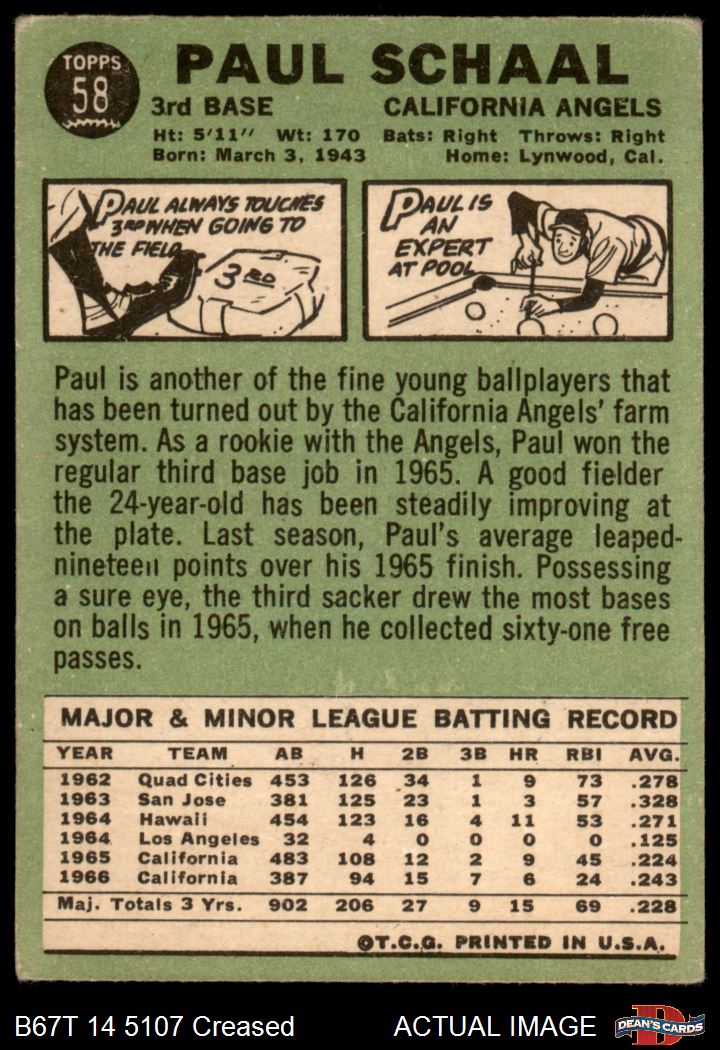 TOPPS
58
PAUL SCHAAL
3rd BASE CALIFORNIA ANGELS
Ht: 5'11" Wt: 170 Bats: Right Throws: Right
Born: March 3, 1943 Home: Lynwood, Cal.
PAUL ALWAYS TOUCHES
3RD WHEN GOING TO
THE FIELD
3RD
PAUL IS
AN
EXPERT
AT POOL
Paul is another of the fine young ballplayers that
has been turned out by the California Angels' farm
system. As a rookie with the Angels, Paul won the
regular third base job in 1965. A good fielder
the 24-year-old has been steadily improving at
the plate. Last season, Paul's average leaped-
nineteen points over his 1965 finish. Possessing
a sure eye, the third sacker drew the most bases
on balls in 1965, when he collected sixty-one free
passes.
MAJOR & MINOR LEAGUE BATTING RECORD
YEAR TEAM AB H 2B 3B HR RBI AVG.
1962 Quad Cities 453 126 34 1 9 73 .278
1963 San Jose 381 125 23 1 3 57 .328
1964 Hawaii 454 123 16 4 11 53 .271
1964 Los Angeles 32 4 0 0 0 0 .125
1965 California 483 108 12 2 9 45 .224
1966 California 387 94 15 7 6 24 .243
Maj. Totals 3 Yrs. 902 206 27 9 15 69 .228
©T.C.G. PRINTED IN U.S.A.
B67T 14 5107 Creased ACTUAL IMAGE
DEAN'S CARDS